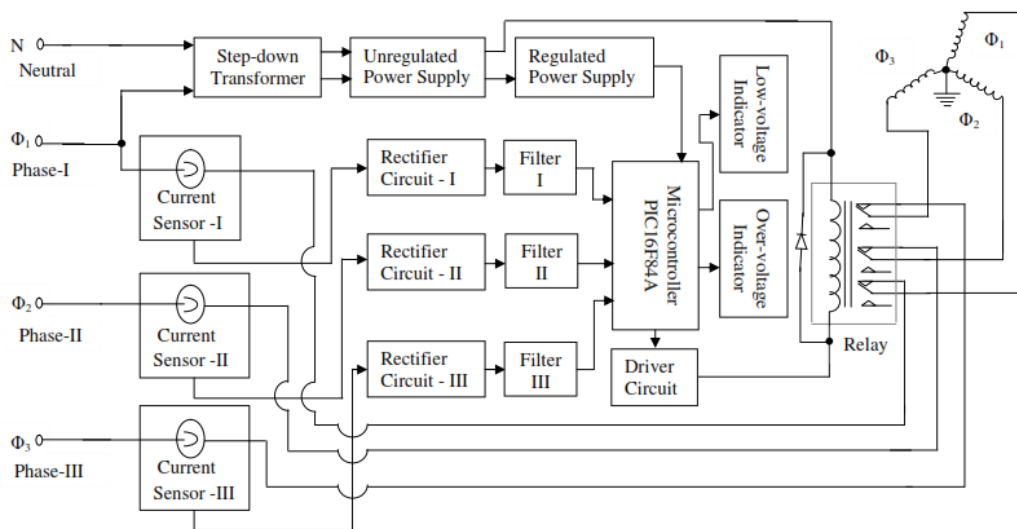 N
Neutral
Step-down
Transformer
Unregulated
Power Supply
Regulated
Power Supply
Low-voltage
Indicator
Φ3
Φ1
Φ2
Φ1
Phase-I
Current
Sensor -I
Rectifier
Circuit - I
Filter
I
Microcontroller
PIC16F84A
Over-voltage
Indicator
Rectifier
Circuit - II
Filter
II
Φ2
Phase-II
Current
Sensor -II
Relay
Rectifier
Circuit - III
Filter
III
Driver
Circuit
Φ3
Phase-III
Current
Sensor -III